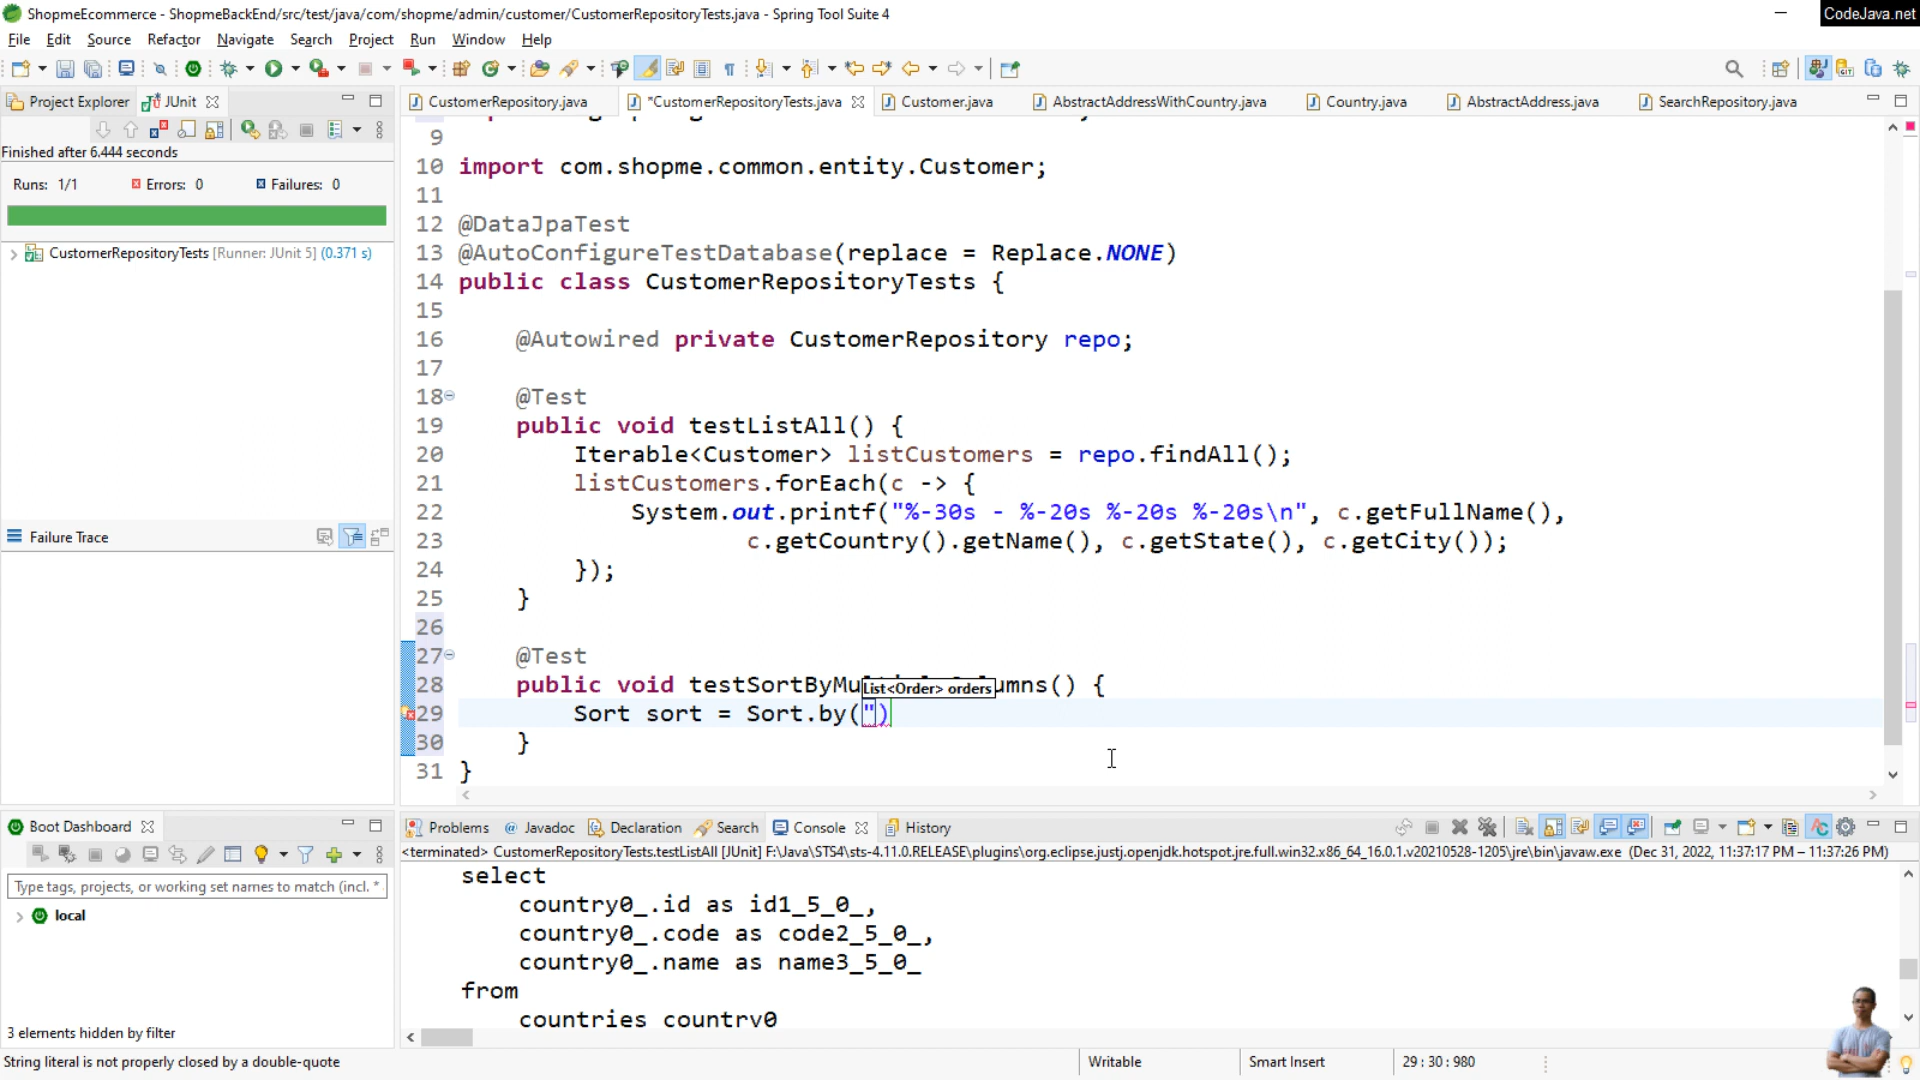 ShopmeEcommerce - ShopmeBackEnd/src/test/java/com/shopme/admin/customer/CustomerRepositoryTests.java - Spring Tool Suite 4
CodeJava.net
File Edit Source Refactor Navigate Search Project Run Window Help
Project Explorer JUnit
CustomerRepository.java *CustomerRepositoryTests.java Customer.java AbstractAddressWithCountry.java Country.java AbstractAddress.java SearchRepository.java
Finished after 6.444 seconds
Runs: 1/1 Errors: 0 Failures: 0
CustomerRepositoryTests [Runner: JUnit 5] (0.371 s)
Failure Trace
9
10 import com.shopme.common.entity.Customer;
11
12 @DataJpaTest
13 @AutoConfigureTestDatabase(replace = Replace.NONE)
14 public class CustomerRepositoryTests {
15
16 @Autowired private CustomerRepository repo;
17
18 @Test
19 public void testListAll() {
20 Iterable<Customer> listCustomers = repo.findAll();
21 listCustomers.forEach(c -> {
22 System.out.printf("%-30s - %-20s %-20s %-20s\n", c.getFullName(),
23 c.getCountry().getName(), c.getState(), c.getCity());
24 });
25 }
26
27 @Test
28 public void testSortByMu umns() {
List<Order> orders
29 Sort sort = Sort.by(")
30 }
31 }
Boot Dashboard
Type tags, projects, or working set names to match (incl. *
local
3 elements hidden by filter
Problems Javadoc Declaration Search Console History
<terminated> CustomerRepositoryTests.testListAll [JUnit] F:\Java\STS4\sts-4.11.0.RELEASE\plugins\org.eclipse.justj.openjdk.hotspot.jre.full.win32.x86_64_16.0.1.v20210528-1205\jre\bin\javaw.exe (Dec 31, 2022, 11:37:17 PM – 11:37:26 PM)
select
country0_.id as id1_5_0_,
country0_.code as code2_5_0_,
country0_.name as name3_5_0_
from
countries country0
String literal is not properly closed by a double-quote
Writable Smart Insert 29 : 30 : 980